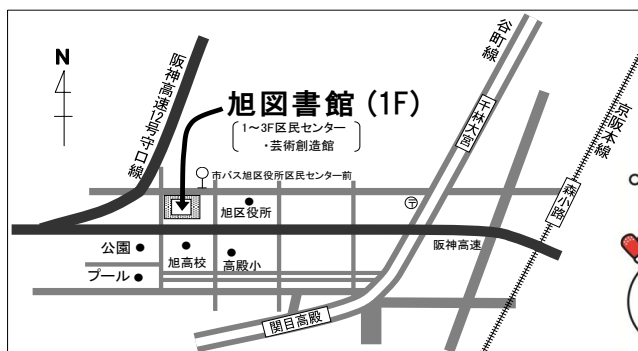 N
阪神高速12号守口線
旭図書館(1F)
1〜3F区民センター
・芸術創造館
市バス旭区役所区民センター前
旭区役所
公園
プール
旭高校
高殿小
関目高殿
谷町線
千林大宮
〒
阪神高速
京阪本線
森小路